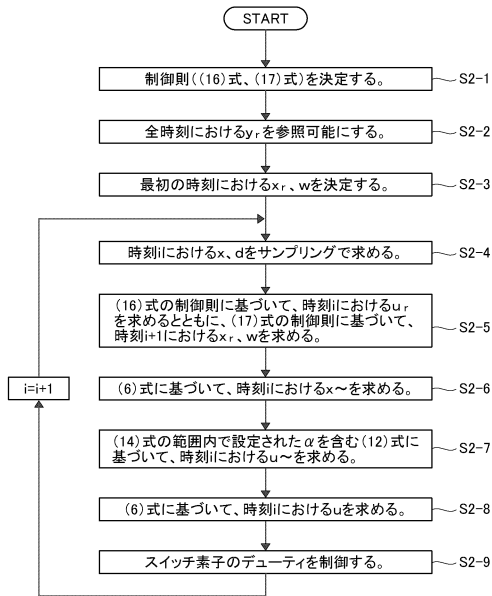 START
制御則((16)式、(17)式)を決定する。
S2-1
全時刻におけるyrを参照可能にする。
S2-2
最初の時刻におけるxr、wを決定する。
S2-3
時刻iにおけるx、dをサンプリングで求める。
S2-4
(16)式の制御則に基づいて、時刻iにおけるur
を求めるとともに、(17)式の制御則に基づいて、
時刻i+1におけるxr、wを求める。
S2-5
i=i+1
(6)式に基づいて、時刻iにおけるx~を求める。
S2-6
(14)式の範囲内で設定されたαを含む(12)式に
基づいて、時刻iにおけるu~を求める。
S2-7
(6)式に基づいて、時刻iにおけるuを求める。
S2-8
スイッチ素子のデューティを制御する。
S2-9